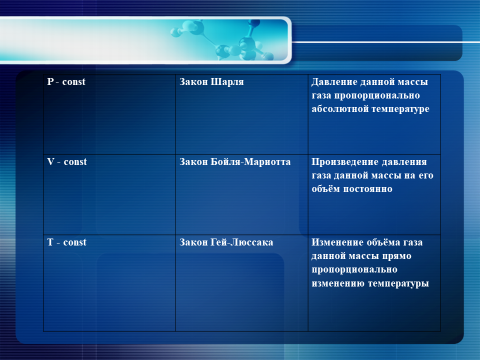 P - const
Закон Шарля
Давление данной массы
газа пропорционально
абсолютной температуре
V - const
Закон Бойля-Мариотта
Произведение давления
газа данной массы на его
объём постоянно
T - const
Закон Гей-Люссака
Изменение объёма газа
данной массы прямо
пропорционально
изменению температуры